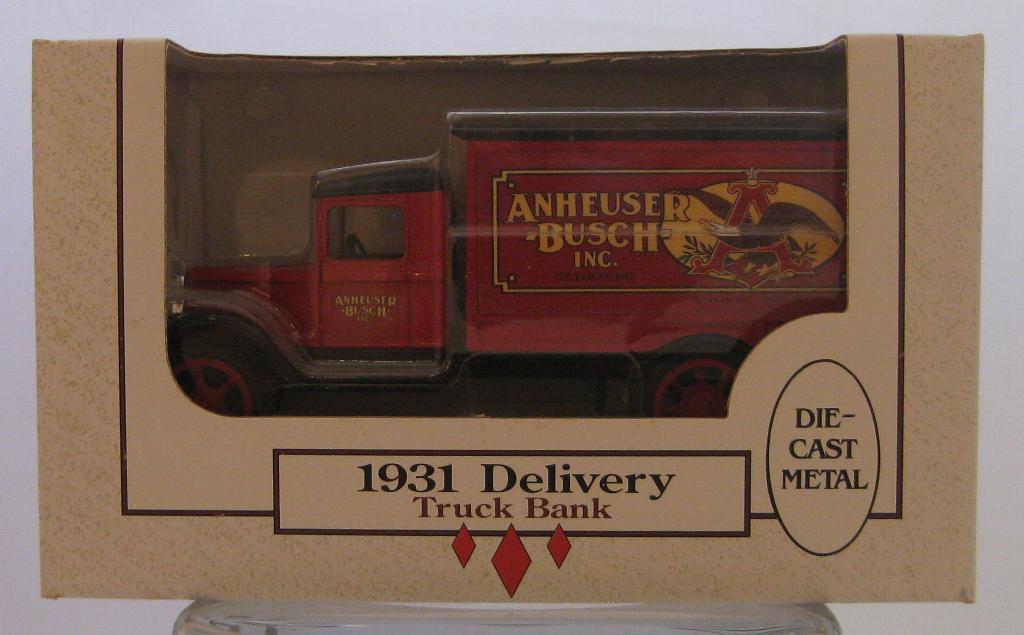 ANHEUSER
-BUSCH-
INC.
ANHEUSER
·BUSCH·
INC.
DIE-
CAST
METAL
1931 Delivery
Truck Bank